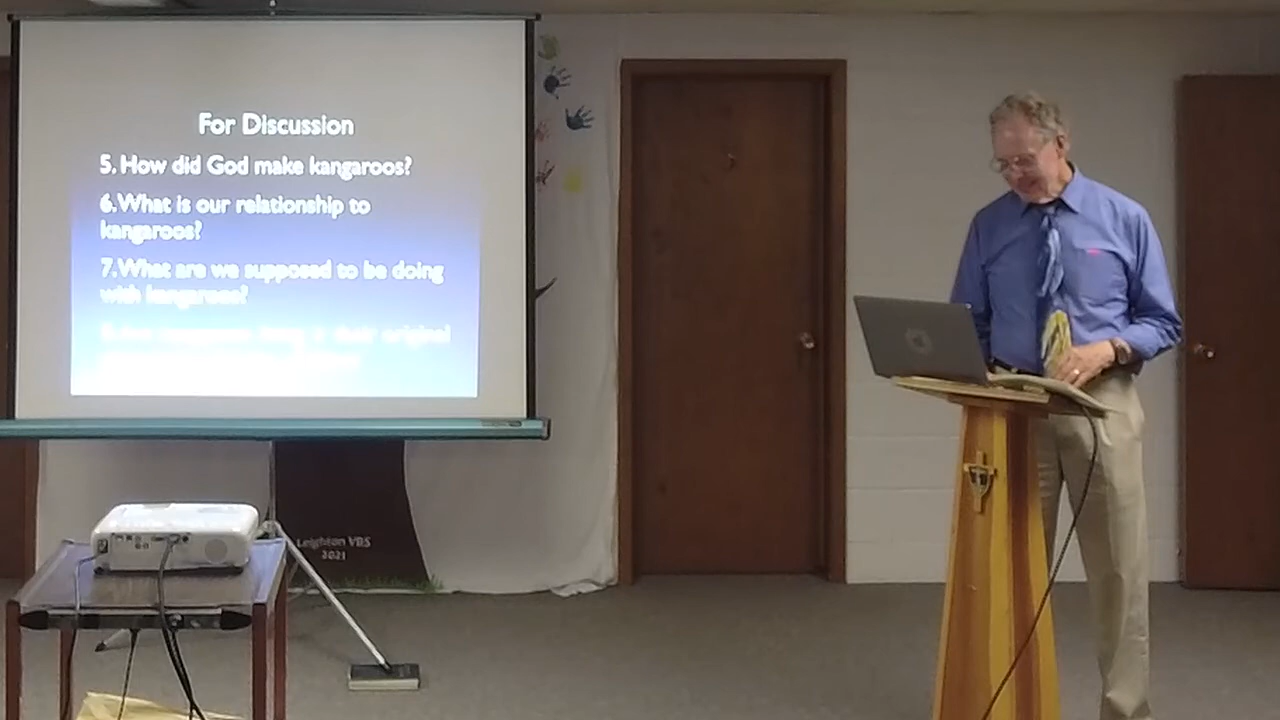 For Discussion
5. How did God make kangaroos?
6.What is our relationship to
kangaroos?
7.What are we supposed to be doing
with kangaroos?
original
Leighton VBS
2021